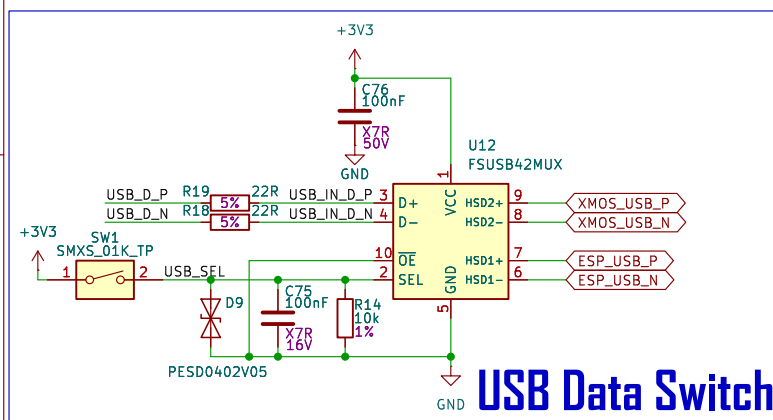 +3V3
C76
100nF
X7R
50V
GND
U12
FSUSB42MUX
1
VCC
USB_D_P R19 22R USB_IN_D_P 3 D+ HSD2+ 9 XMOS_USB_P
5%
USB_D_N R18 22R USB_IN_D_N 4 D- HSD2- 8 XMOS_USB_N
5%
+3V3
SW1
SMXS_01K_TP
1 2 USB_SEL
10 OE HSD1+ 7 ESP_USB_P
2 SEL HSD1- 6 ESP_USB_N
GND
5
D9
PESD0402V05
C75
100nF
X7R
16V
R14
10k
1%
GND
USB Data Switch